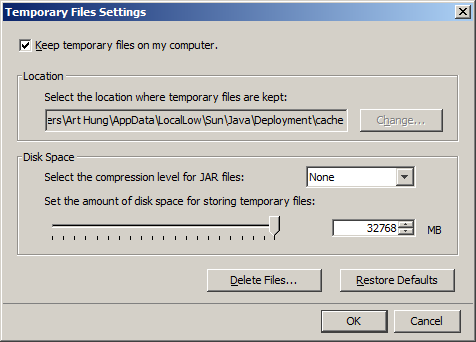 Temporary Files Settings
Keep temporary files on my computer.
Location
Select the location where temporary files are kept:
ers\Art Hung\AppData\LocalLow\Sun\Java\Deployment\cache
Change...
Disk Space
Select the compression level for JAR files:
None
Set the amount of disk space for storing temporary files:
32768
MB
Delete Files...
Restore Defaults
OK
Cancel